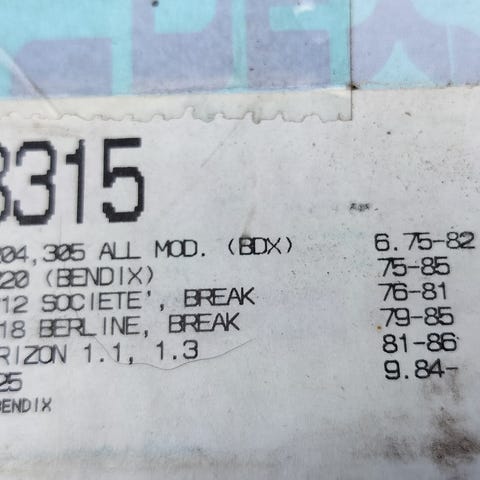 3315
04,305 ALL MOD. (BDX) 6.75-82
20 (BENDIX) 75-85
12 SOCIETE', BREAK 76-81
18 BERLINE, BREAK 79-85
RIZON 1.1, 1.3 81-86
25 9.84-
BENDIX